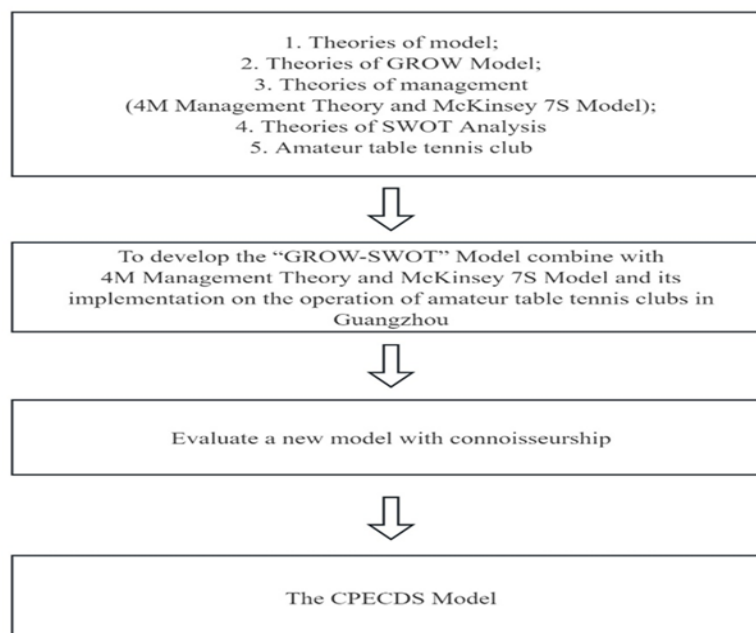 1. Theories of model;
2. Theories of GROW Model;
3. Theories of management
(4M Management Theory and McKinsey 7S Model);
4. Theories of SWOT Analysis
5. Amateur table tennis club
To develop the “GROW-SWOT” Model combine with
4M Management Theory and McKinsey 7S Model and its
implementation on the operation of amateur table tennis clubs in
Guangzhou
Evaluate a new model with connoisseurship
The CPECDS Model